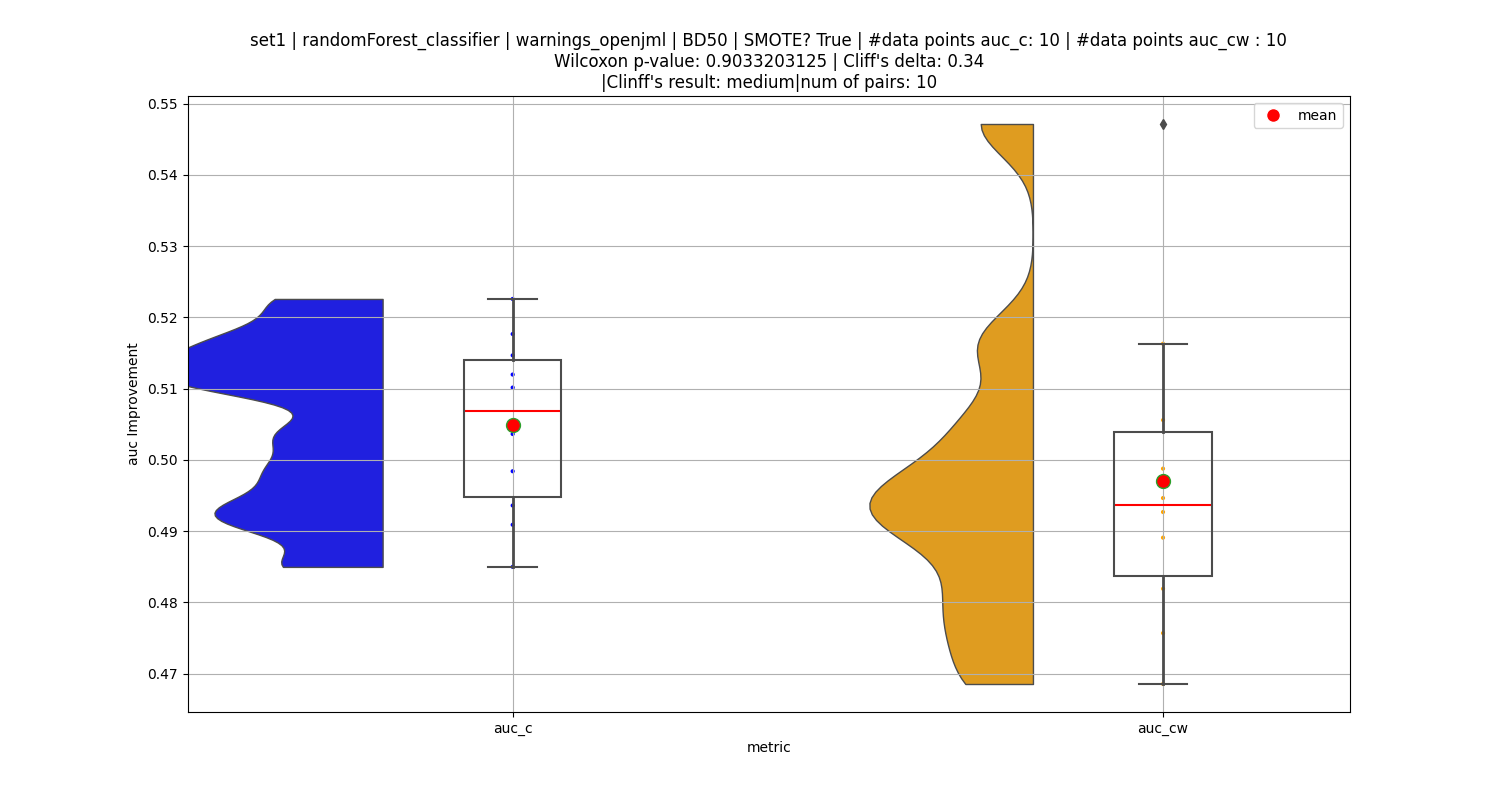 set1 | randomForest_classifier | warnings_openjml | BD50 | SMOTE? True | #data points auc_c: 10 | #data points auc_cw : 10
Wilcoxon p-value: 0.9033203125 | Cliff's delta: 0.34
|Clinff's result: medium|num of pairs: 10
mean
0.55
0.54
0.53
0.52
0.51
0.50
0.49
0.48
0.47
auc Improvement
auc_c
auc_cw
metric